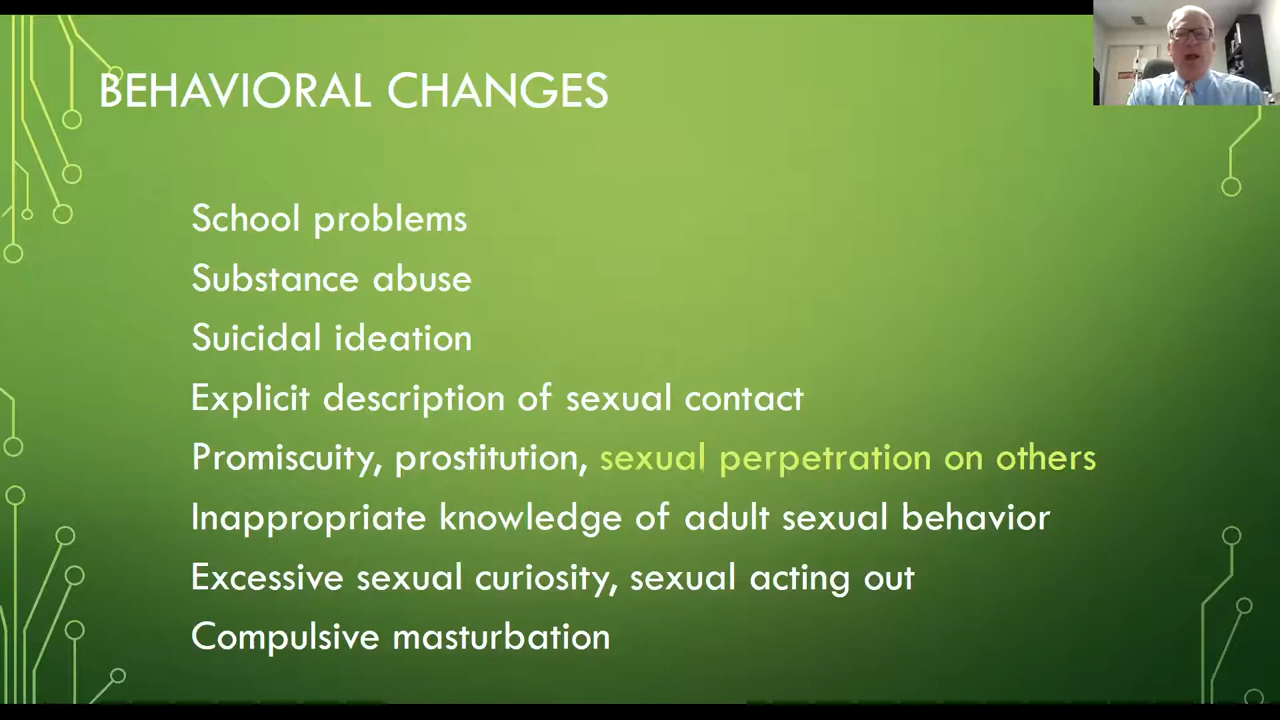 BEHAVIORAL CHANGES
School problems
Substance abuse
Suicidal ideation
Explicit description of sexual contact
Promiscuity, prostitution, sexual perpetration on others
Inappropriate knowledge of adult sexual behavior
Excessive sexual curiosity, sexual acting out
Compulsive masturbation